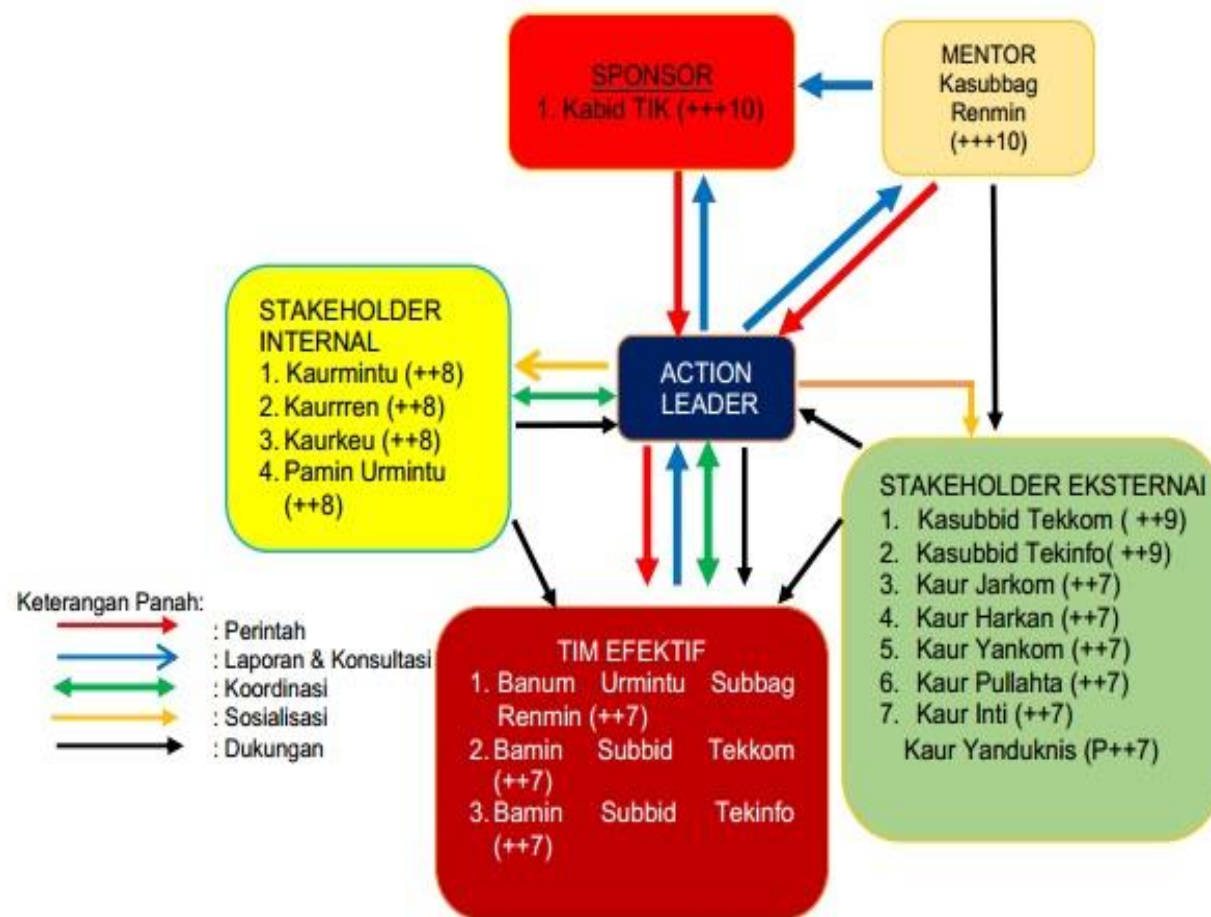 SPONSOR
1. Kabid TIK (+++10)
MENTOR
Kasubbag
Renmin
(+++10)
STAKEHOLDER
INTERNAL
1. Kaurmintu (++8)
2. Kaurrren (++8)
3. Kaurkeu (++8)
4. Pamin Urmintu
(++8)
ACTION
LEADER
STAKEHOLDER EKSTERNAI
1. Kasubbid Tekkom ( ++9)
2. Kasubbid Tekinfo( ++9)
3. Kaur Jarkom (++7)
4. Kaur Harkan (++7)
5. Kaur Yankom (++7)
6. Kaur Pullahta (++7)
7. Kaur Inti (++7)
Kaur Yanduknis (P++7)
Keterangan Panah:
: Perintah
: Laporan & Konsultasi
: Koordinasi
: Sosialisasi
: Dukungan
TIM EFEKTIF
1. Banum Urmintu Subbag
Renmin (++7)
2. Bamin Subbid Tekkom
(++7)
3. Bamin Subbid Tekinfo
(++7)